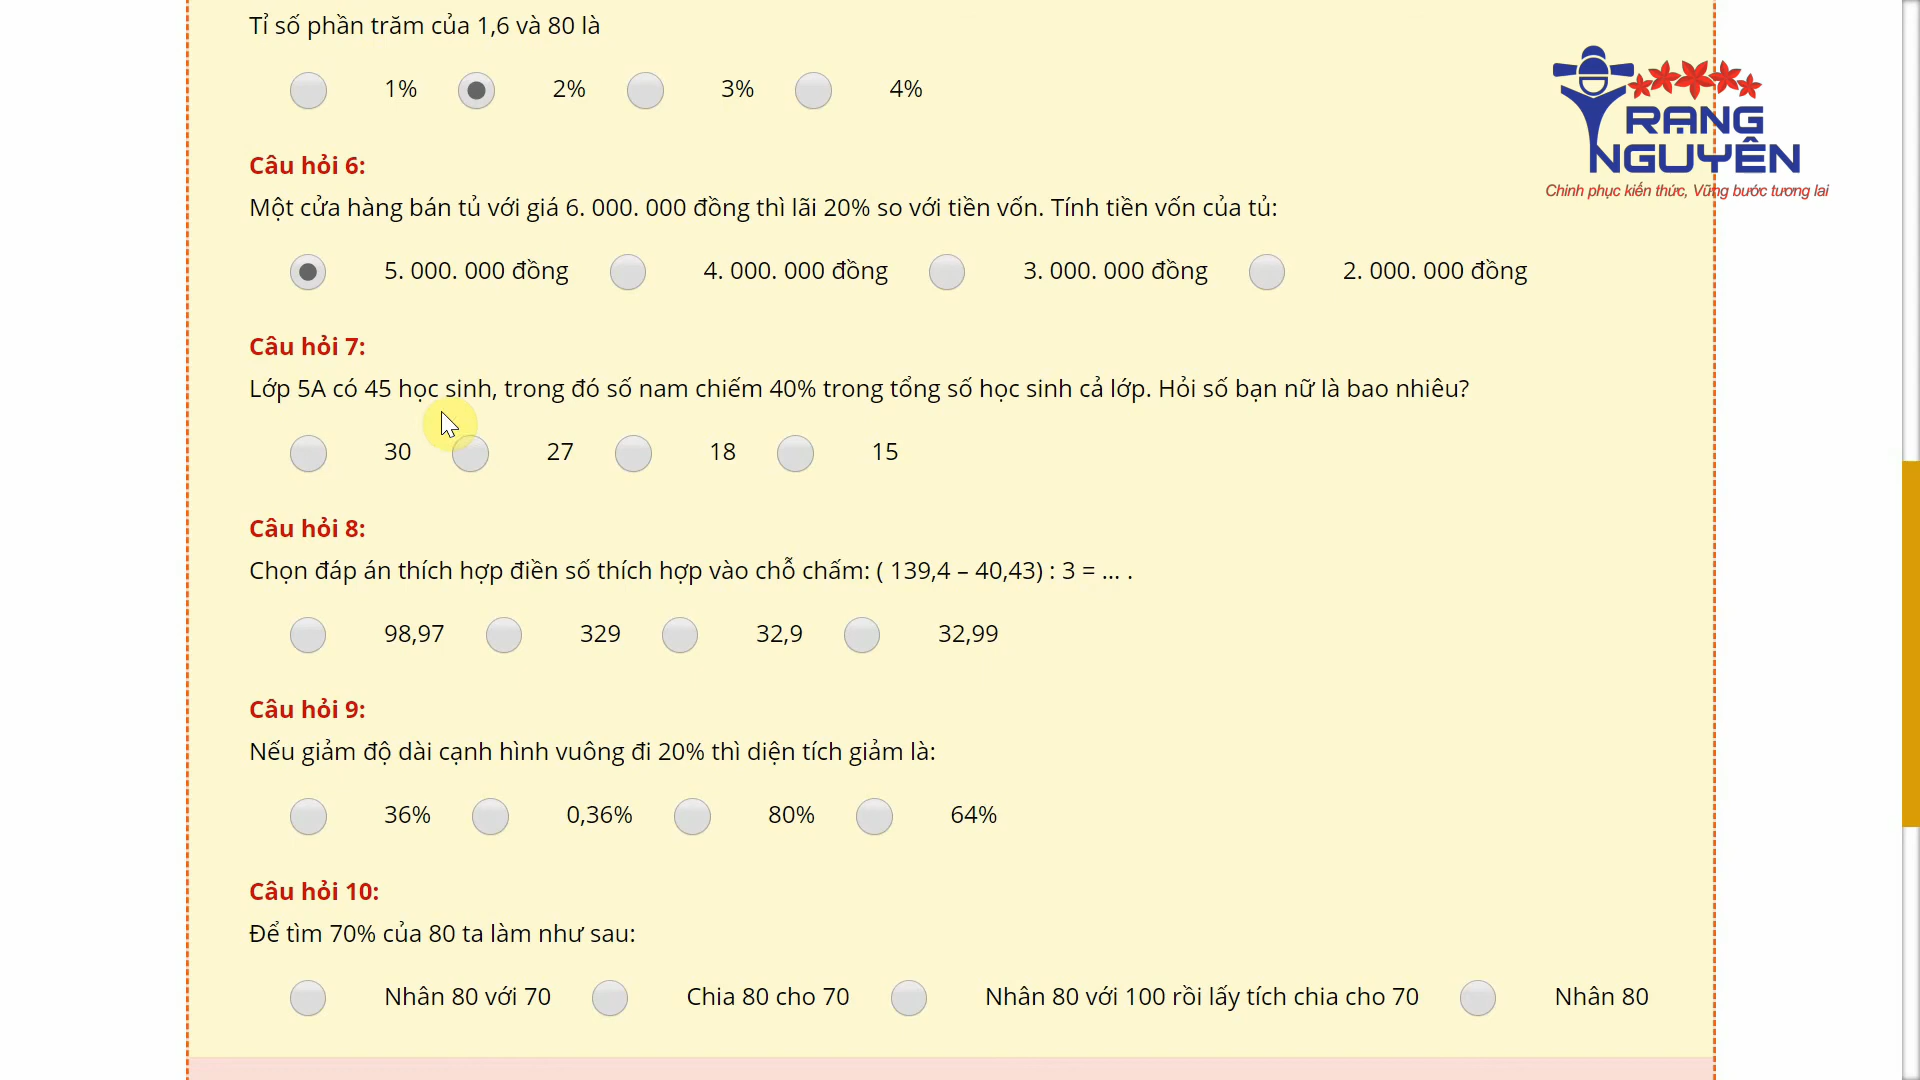 Tỉ số phần trăm của 1,6 và 80 là
1% 2% 3% 4%
TRẠNG NGUYÊN
Chinh phục kiến thức, Vững bước tương lai
Câu hỏi 6:
Một cửa hàng bán tủ với giá 6. 000. 000 đồng thì lãi 20% so với tiền vốn. Tính tiền vốn của tủ:
5. 000. 000 đồng 4. 000. 000 đồng 3. 000. 000 đồng 2. 000. 000 đồng
Câu hỏi 7:
Lớp 5A có 45 học sinh, trong đó số nam chiếm 40% trong tổng số học sinh cả lớp. Hỏi số bạn nữ là bao nhiêu?
30 27 18 15
Câu hỏi 8:
Chọn đáp án thích hợp điền số thích hợp vào chỗ chấm: ( 139,4 – 40,43) : 3 = ... .
98,97 329 32,9 32,99
Câu hỏi 9:
Nếu giảm độ dài cạnh hình vuông đi 20% thì diện tích giảm là:
36% 0,36% 80% 64%
Câu hỏi 10:
Để tìm 70% của 80 ta làm như sau:
Nhân 80 với 70 Chia 80 cho 70 Nhân 80 với 100 rồi lấy tích chia cho 70 Nhân 80